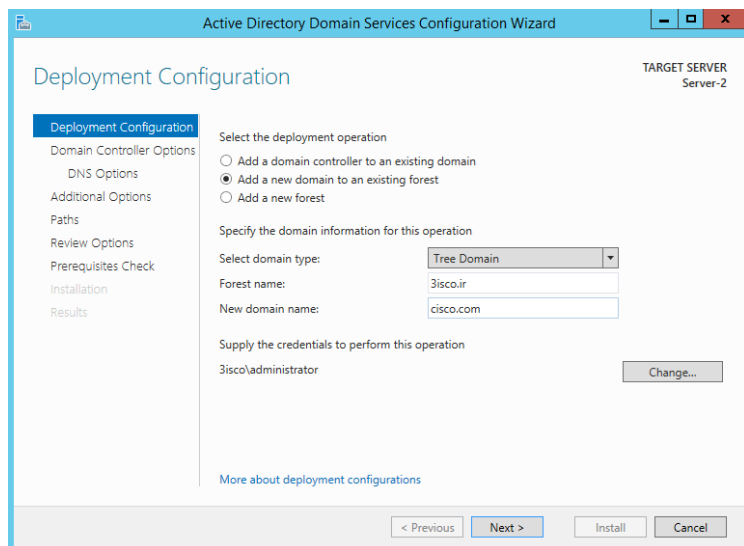 Active Directory Domain Services Configuration Wizard
Deployment Configuration
TARGET SERVER
Server-2
Deployment Configuration
Domain Controller Options
DNS Options
Additional Options
Paths
Review Options
Prerequisites Check
Installation
Results
Select the deployment operation
Add a domain controller to an existing domain
Add a new domain to an existing forest
Add a new forest
Specify the domain information for this operation
Select domain type: Tree Domain
Forest name: 3isco.ir
New domain name: cisco.com
Supply the credentials to perform this operation
3isco\administrator Change...
More about deployment configurations
< Previous Next > Install Cancel